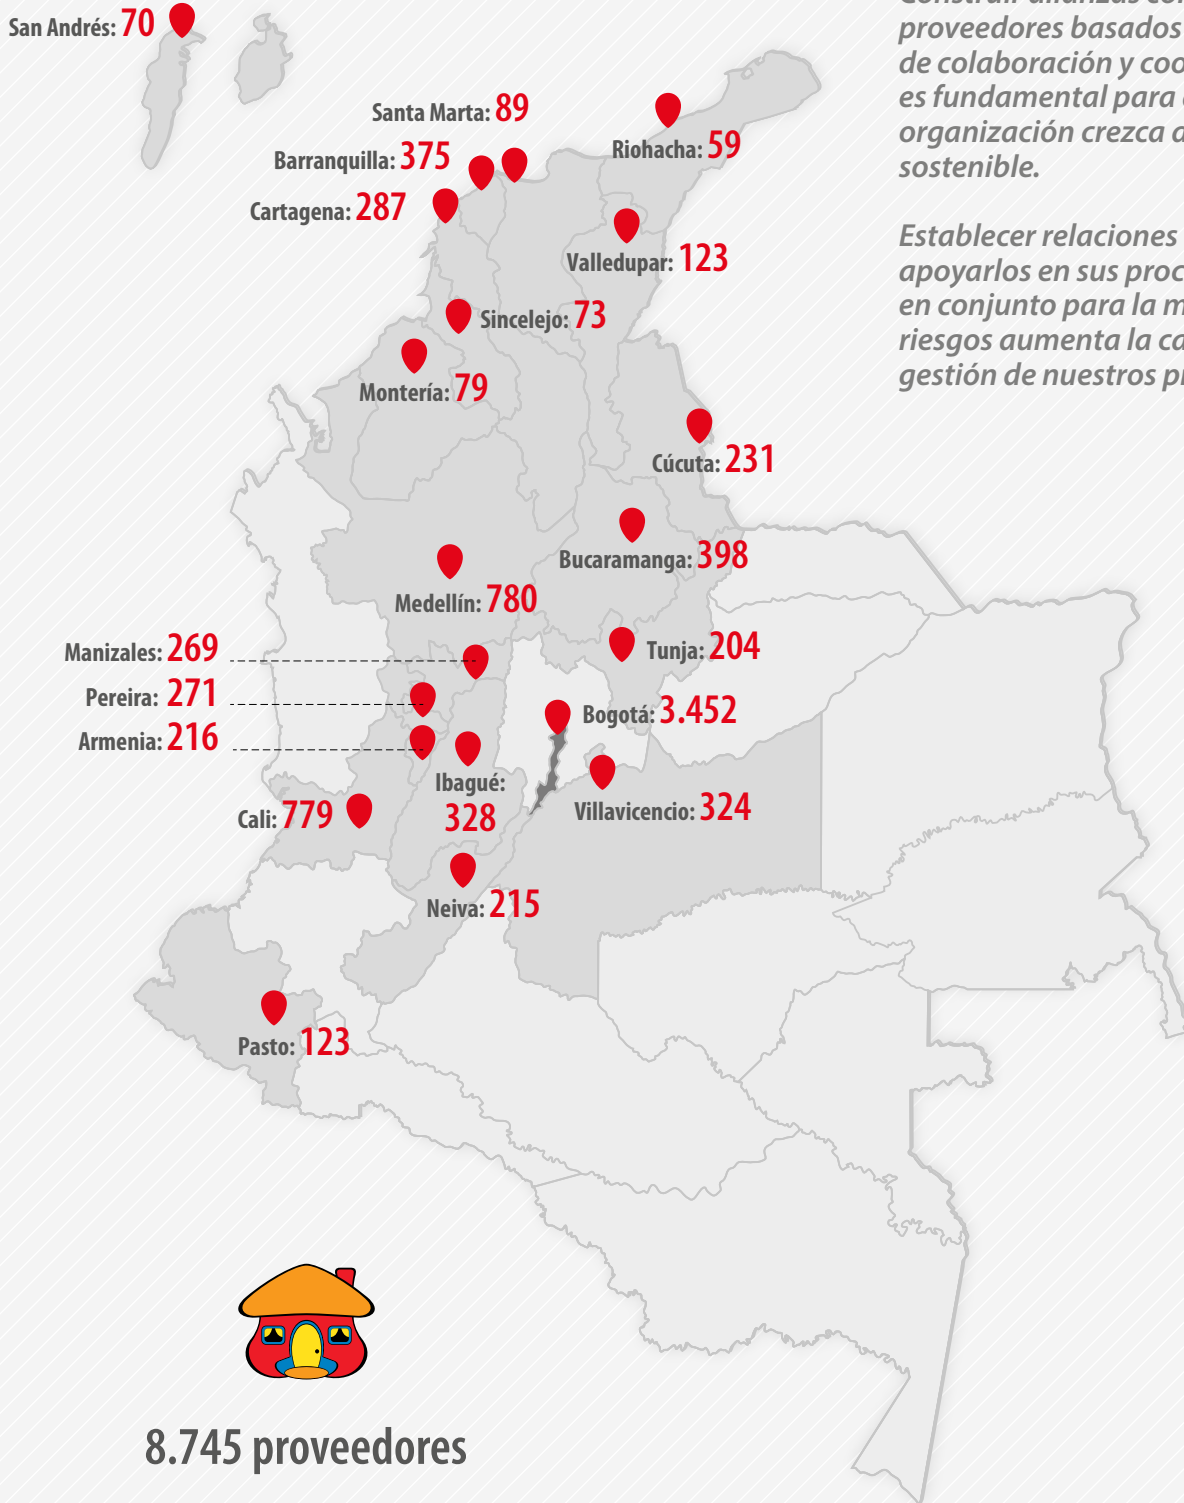 San Andrés: 70
Santa Marta: 89
Barranquilla: 375
Cartagena: 287
Riohacha: 59
Valledupar: 123
Sincelejo: 73
Montería: 79
Cúcuta: 231
Bucaramanga: 398
Medellín: 780
Manizales: 269
Pereira: 271
Armenia: 216
Tunja: 204
Bogotá: 3.452
Ibagué:
328
Villavicencio: 324
Cali: 779
Neiva: 215
Pasto: 123
8.745 proveedores
Construir alianzas
proveedores basados
de colaboración y
es fundamental para
organización crezca
sostenible.
Establecer relaciones
apoyarlos en sus
en conjunto para la
riesgos aumenta la
gestión de nuestros